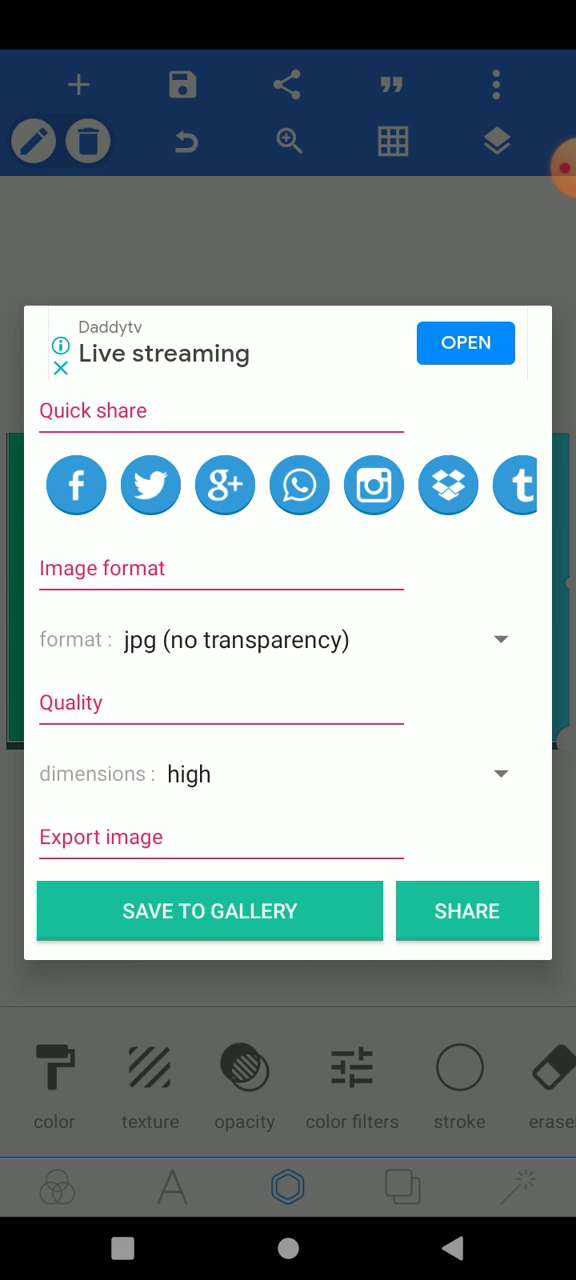 Daddytv
Live streaming
OPEN
Quick share
Image format
format : jpg (no transparency)
Quality
dimensions : high
Export image
SAVE TO GALLERY
SHARE
color
texture
opacity
color filters
stroke
erase